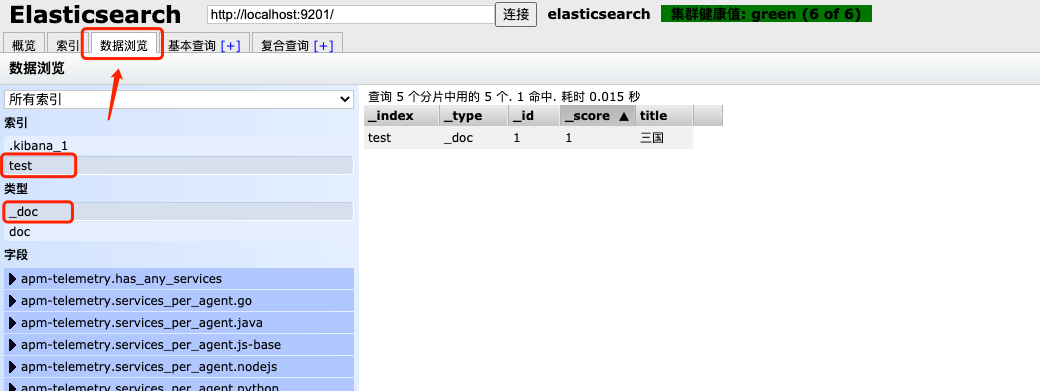 Elasticsearch http://localhost:9201/ 连接 elasticsearch 集群健康值: green (6 of 6)
概览 索引 数据浏览 基本查询 [+] 复合查询 [+]
数据浏览
所有索引
索引
.kibana_1
test
类型
_doc
doc
字段
apm-telemetry.has_any_services
apm-telemetry.services_per_agent.go
apm-telemetry.services_per_agent.java
apm-telemetry.services_per_agent.js-base
apm-telemetry.services_per_agent.nodejs
apm-telemetry.services_per_agent.python
查询 5 个分片中用的 5 个. 1 命中. 耗时 0.015 秒
_index _type _id _score ▲ title
test _doc 1 1 三国